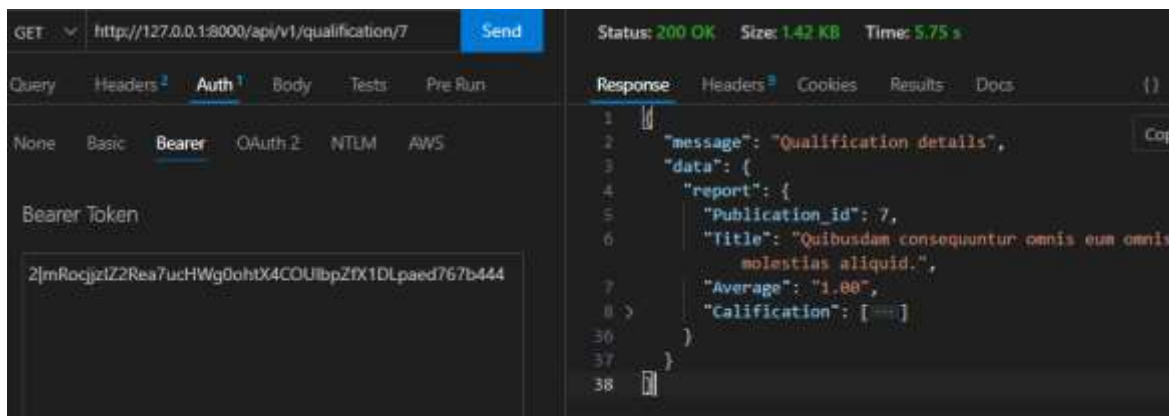 GET http://127.0.0.1:8000/api/v1/qualification/7 Send
Query Headers 2 Auth 1 Body Tests Pre Run
None Basic Bearer OAuth 2 NTLM AWS
Bearer Token
Status: 200 OK Size: 1.42 KB Time: 5.75 s
Response Headers 9 Cookies Results Docs {}
Cop
1 {
2 "message": "Qualification details",
3 "data": {
4 "report": {
5 "Publication_id": 7,
6 "Title": "Quibusdam consequuntur omnis eum omnis
molestias aliquid.",
7 "Average": "1.00",
8 "Calification": [ ··· ]
36 }
37 }
38 }